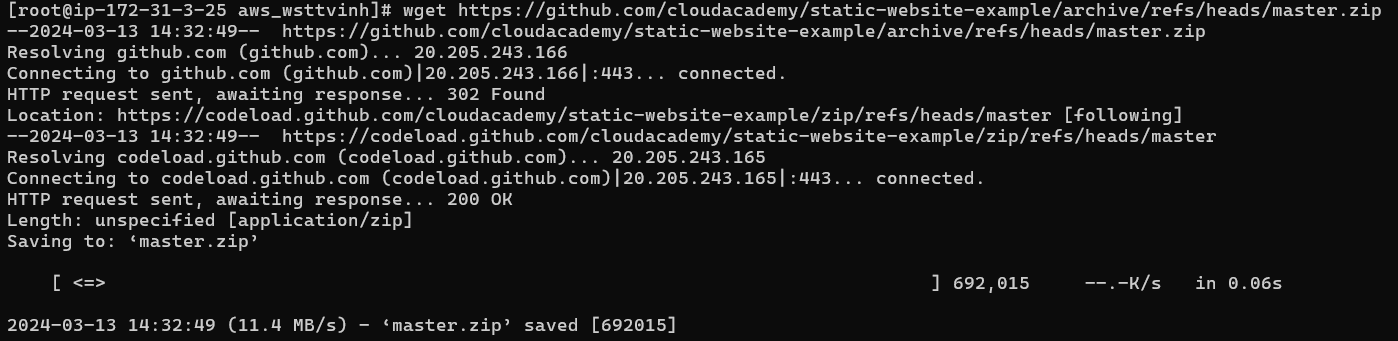 [root@ip-172-31-3-25 aws_wsttvinh]# wget https://github.com/cloudacademy/static-website-example/archive/refs/heads/master.zip
--2024-03-13 14:32:49--  https://github.com/cloudacademy/static-website-example/archive/refs/heads/master.zip
Resolving github.com (github.com)... 20.205.243.166
Connecting to github.com (github.com)|20.205.243.166|:443... connected.
HTTP request sent, awaiting response... 302 Found
Location: https://codeload.github.com/cloudacademy/static-website-example/zip/refs/heads/master [following]
--2024-03-13 14:32:49--  https://codeload.github.com/cloudacademy/static-website-example/zip/refs/heads/master
Resolving codeload.github.com (codeload.github.com)... 20.205.243.165
Connecting to codeload.github.com (codeload.github.com)|20.205.243.165|:443... connected.
HTTP request sent, awaiting response... 200 OK
Length: unspecified [application/zip]
Saving to: ‘master.zip’
    [ <=>                                                                           ] 692,015     --.-K/s   in 0.06s
2024-03-13 14:32:49 (11.4 MB/s) - ‘master.zip’ saved [692015]